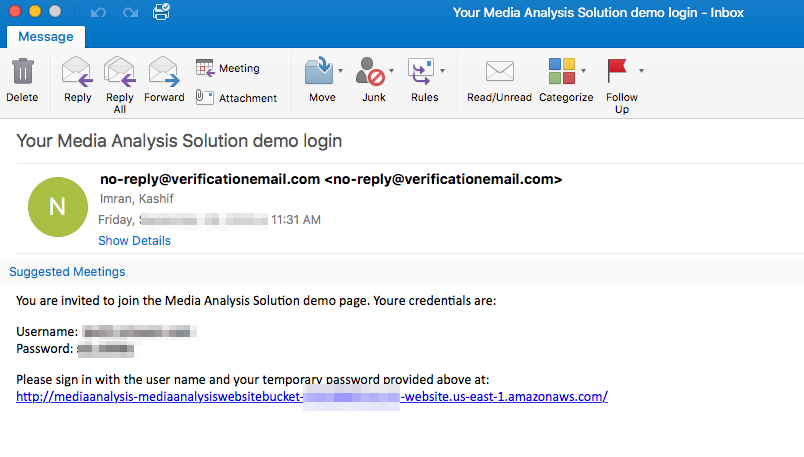 Your Media Analysis Solution demo login - Inbox
Message
Delete
Reply
Reply All
Forward
Meeting
Attachment
Move
Junk
Rules
Read/Unread
Categorize
Follow Up
Your Media Analysis Solution demo login
N
no-reply@verificationemail.com <no-reply@verificationemail.com>
Imran, Kashif
Friday, 11:31 AM
Show Details
Suggested Meetings
You are invited to join the Media Analysis Solution demo page. Youre credentials are:
Username:
Password:
Please sign in with the user name and your temporary password provided above at:
http://mediaanalysis-mediaanalysiswebsitebucket- -website.us-east-1.amazonaws.com/